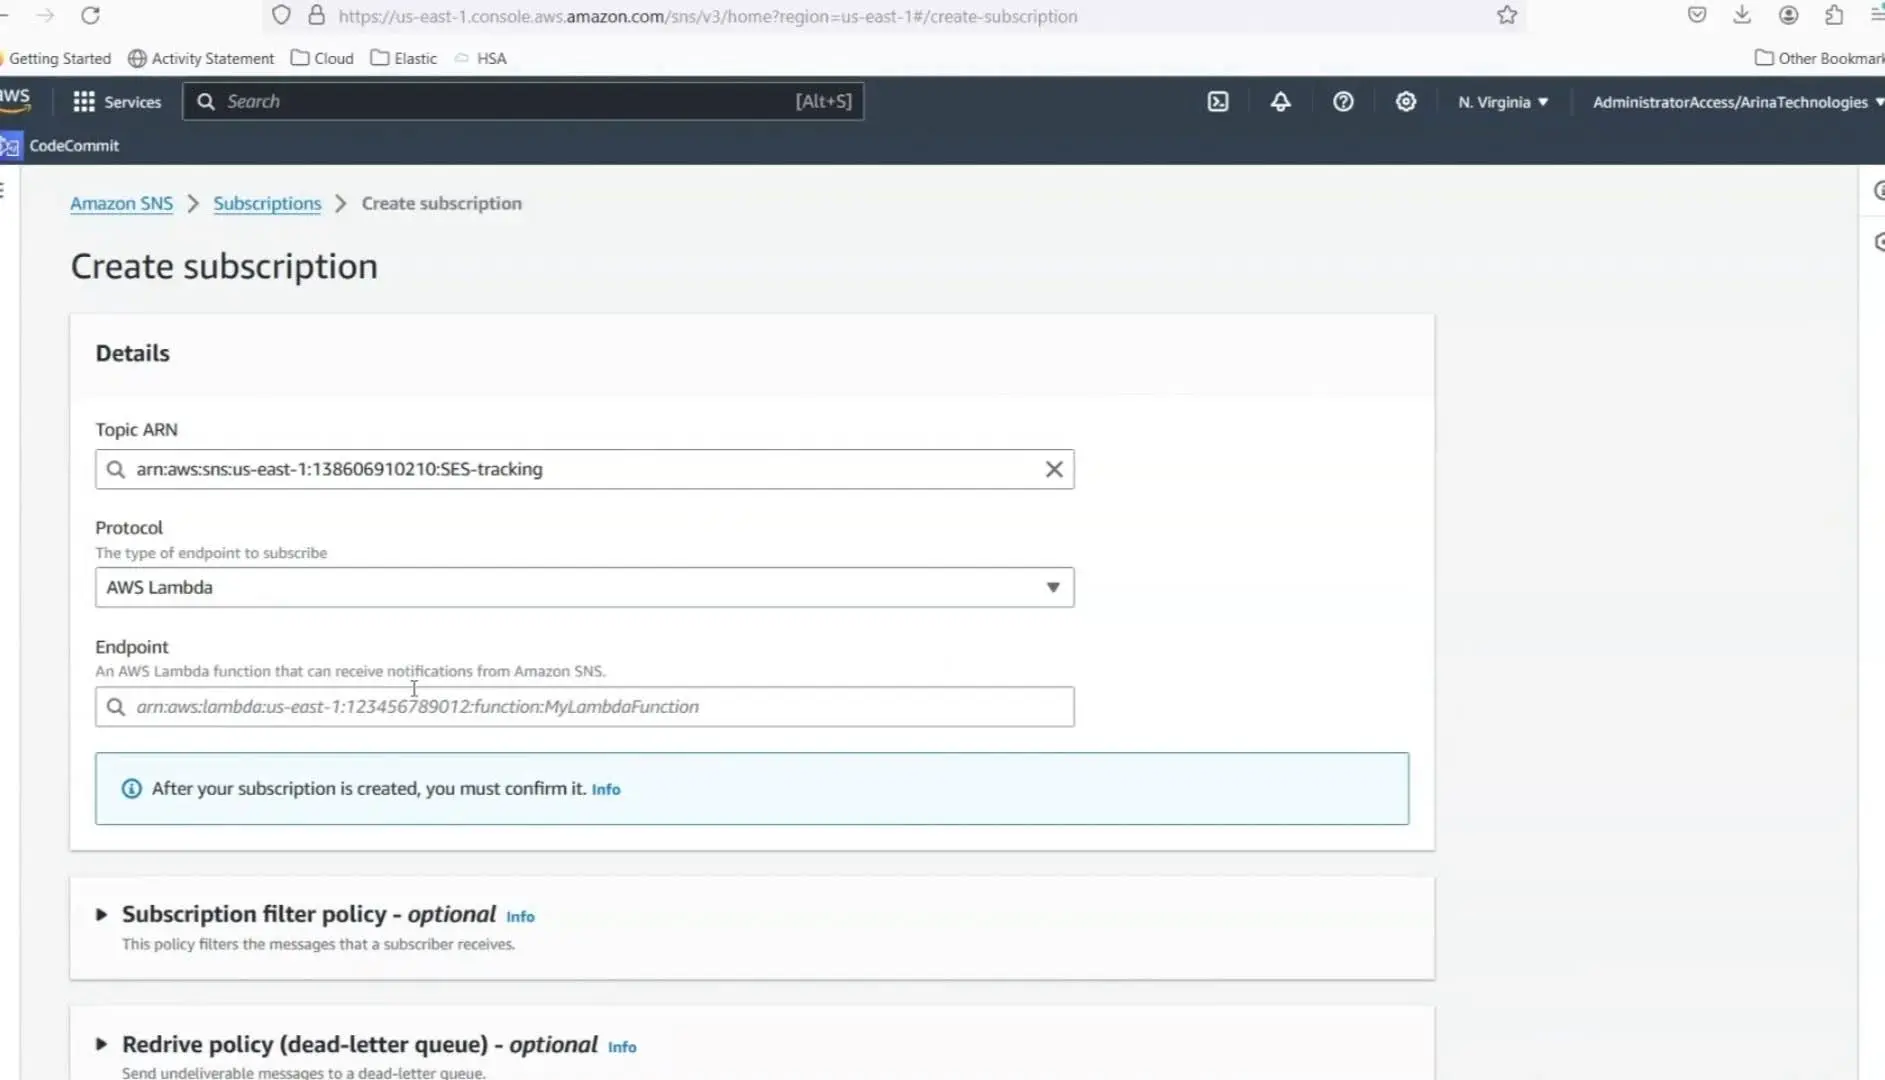 https://us-east-1.console.aws.amazon.com/sns/v3/home?region=us-east-1#/create-subscription
Getting Started Activity Statement Cloud Elastic HSA Other Bookmark
aws Services Search [Alt+S] N. Virginia AdministratorAccess/ArinaTechnologies
CodeCommit
Amazon SNS Subscriptions Create subscription
Create subscription
Details
Topic ARN
arn:aws:sns:us-east-1:138606910210:SES-tracking
Protocol
The type of endpoint to subscribe
AWS Lambda
Endpoint
An AWS Lambda function that can receive notifications from Amazon SNS.
arn:aws:lambda:us-east-1:123456789012:function:MyLambdaFunction
After your subscription is created, you must confirm it. Info
Subscription filter policy - optional Info
This policy filters the messages that a subscriber receives.
Redrive policy (dead-letter queue) - optional Info
Send undeliverable messages to a dead-letter queue.